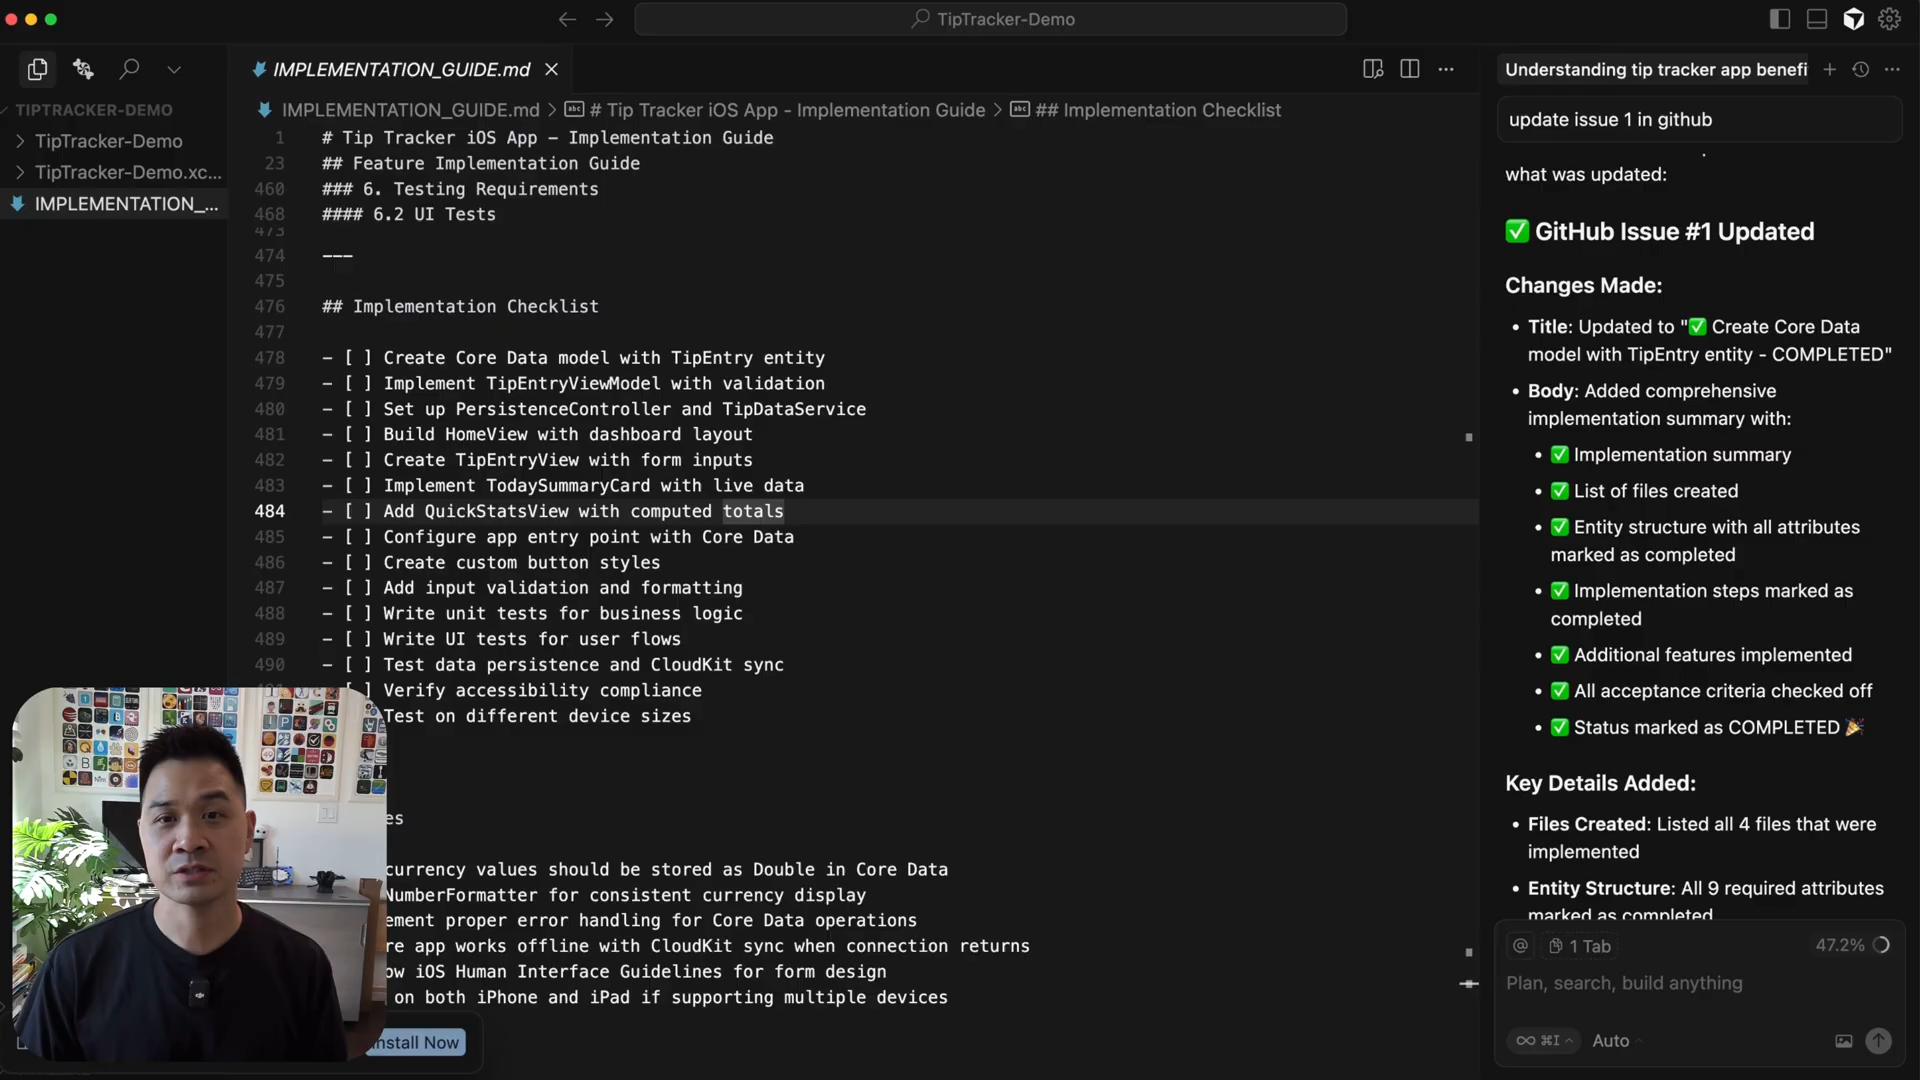 TipTracker-Demo
IMPLEMENTATION_GUIDE.md
TIPTRACKER-DEMO
TipTracker-Demo
TipTracker-Demo.xc...
IMPLEMENTATION_...
IMPLEMENTATION_GUIDE.md > # Tip Tracker iOS App - Implementation Guide > ## Implementation Checklist
1 # Tip Tracker iOS App – Implementation Guide
23 ## Feature Implementation Guide
460 ### 6. Testing Requirements
468 #### 6.2 UI Tests
473
474 ---
475
476 ## Implementation Checklist
477
478 - [ ] Create Core Data model with TipEntry entity
479 - [ ] Implement TipEntryViewModel with validation
480 - [ ] Set up PersistenceController and TipDataService
481 - [ ] Build HomeView with dashboard layout
482 - [ ] Create TipEntryView with form inputs
483 - [ ] Implement TodaySummaryCard with live data
484 - [ ] Add QuickStatsView with computed totals
485 - [ ] Configure app entry point with Core Data
486 - [ ] Create custom button styles
487 - [ ] Add input validation and formatting
488 - [ ] Write unit tests for business logic
489 - [ ] Write UI tests for user flows
490 - [ ] Test data persistence and CloudKit sync
] Verify accessibility compliance
Test on different device sizes
es
currency values should be stored as Double in Core Data
NumberFormatter for consistent currency display
ement proper error handling for Core Data operations
re app works offline with CloudKit sync when connection returns
ow iOS Human Interface Guidelines for form design
on both iPhone and iPad if supporting multiple devices
Install Now
Understanding tip tracker app benefi
update issue 1 in github
what was updated:
✅ GitHub Issue #1 Updated
Changes Made:
• Title: Updated to "✅ Create Core Data
model with TipEntry entity - COMPLETED"
• Body: Added comprehensive
implementation summary with:
• ✅ Implementation summary
• ✅ List of files created
• ✅ Entity structure with all attributes
marked as completed
• ✅ Implementation steps marked as
completed
• ✅ Additional features implemented
• ✅ All acceptance criteria checked off
• ✅ Status marked as COMPLETED 🎉
Key Details Added:
• Files Created: Listed all 4 files that were
implemented
• Entity Structure: All 9 required attributes
marked as completed
@ 1 Tab 47.2%
Plan, search, build anything
∞ ⌘I Auto